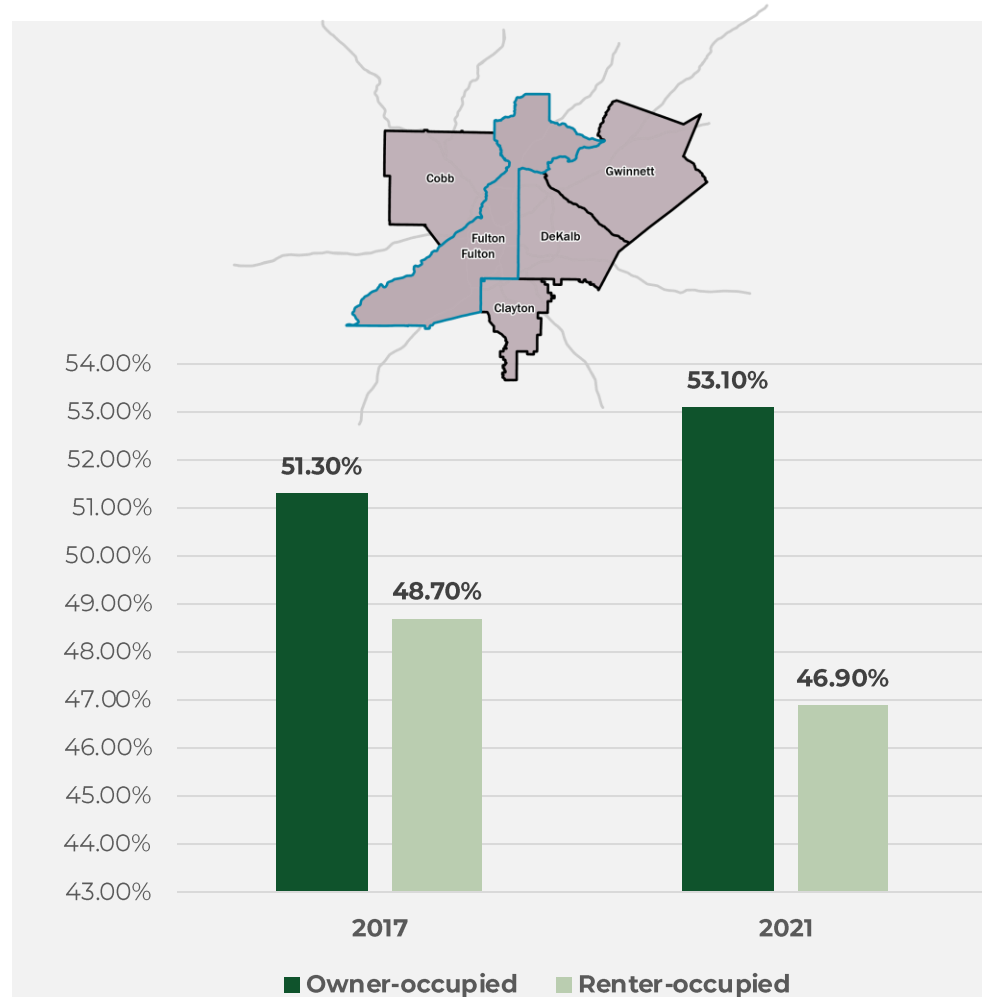 Cobb
Gwinnett
Fulton
DeKalb
Fulton
Clayton
54.00%
53.10%
53.00%
52.00%
51.30%
51.00%
50.00%
49.00%
48.70%
48.00%
47.00%
46.90%
46.00%
45.00%
44.00%
43.00%
2017 2021
Owner-occupied Renter-occupied